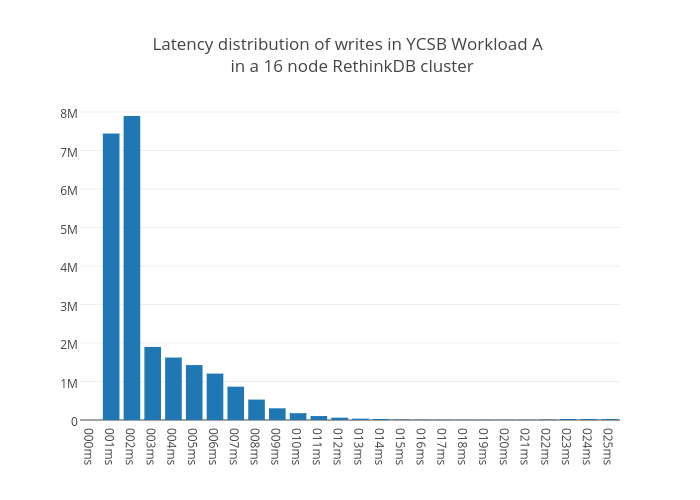 Latency distribution of writes in YCSB Workload A
in a 16 node RethinkDB cluster
8M
7M
6M
5M
4M
3M
2M
1M
0
000ms
001ms
002ms
003ms
004ms
005ms
006ms
007ms
008ms
009ms
010ms
011ms
012ms
013ms
014ms
015ms
016ms
017ms
018ms
019ms
020ms
021ms
022ms
023ms
024ms
025ms